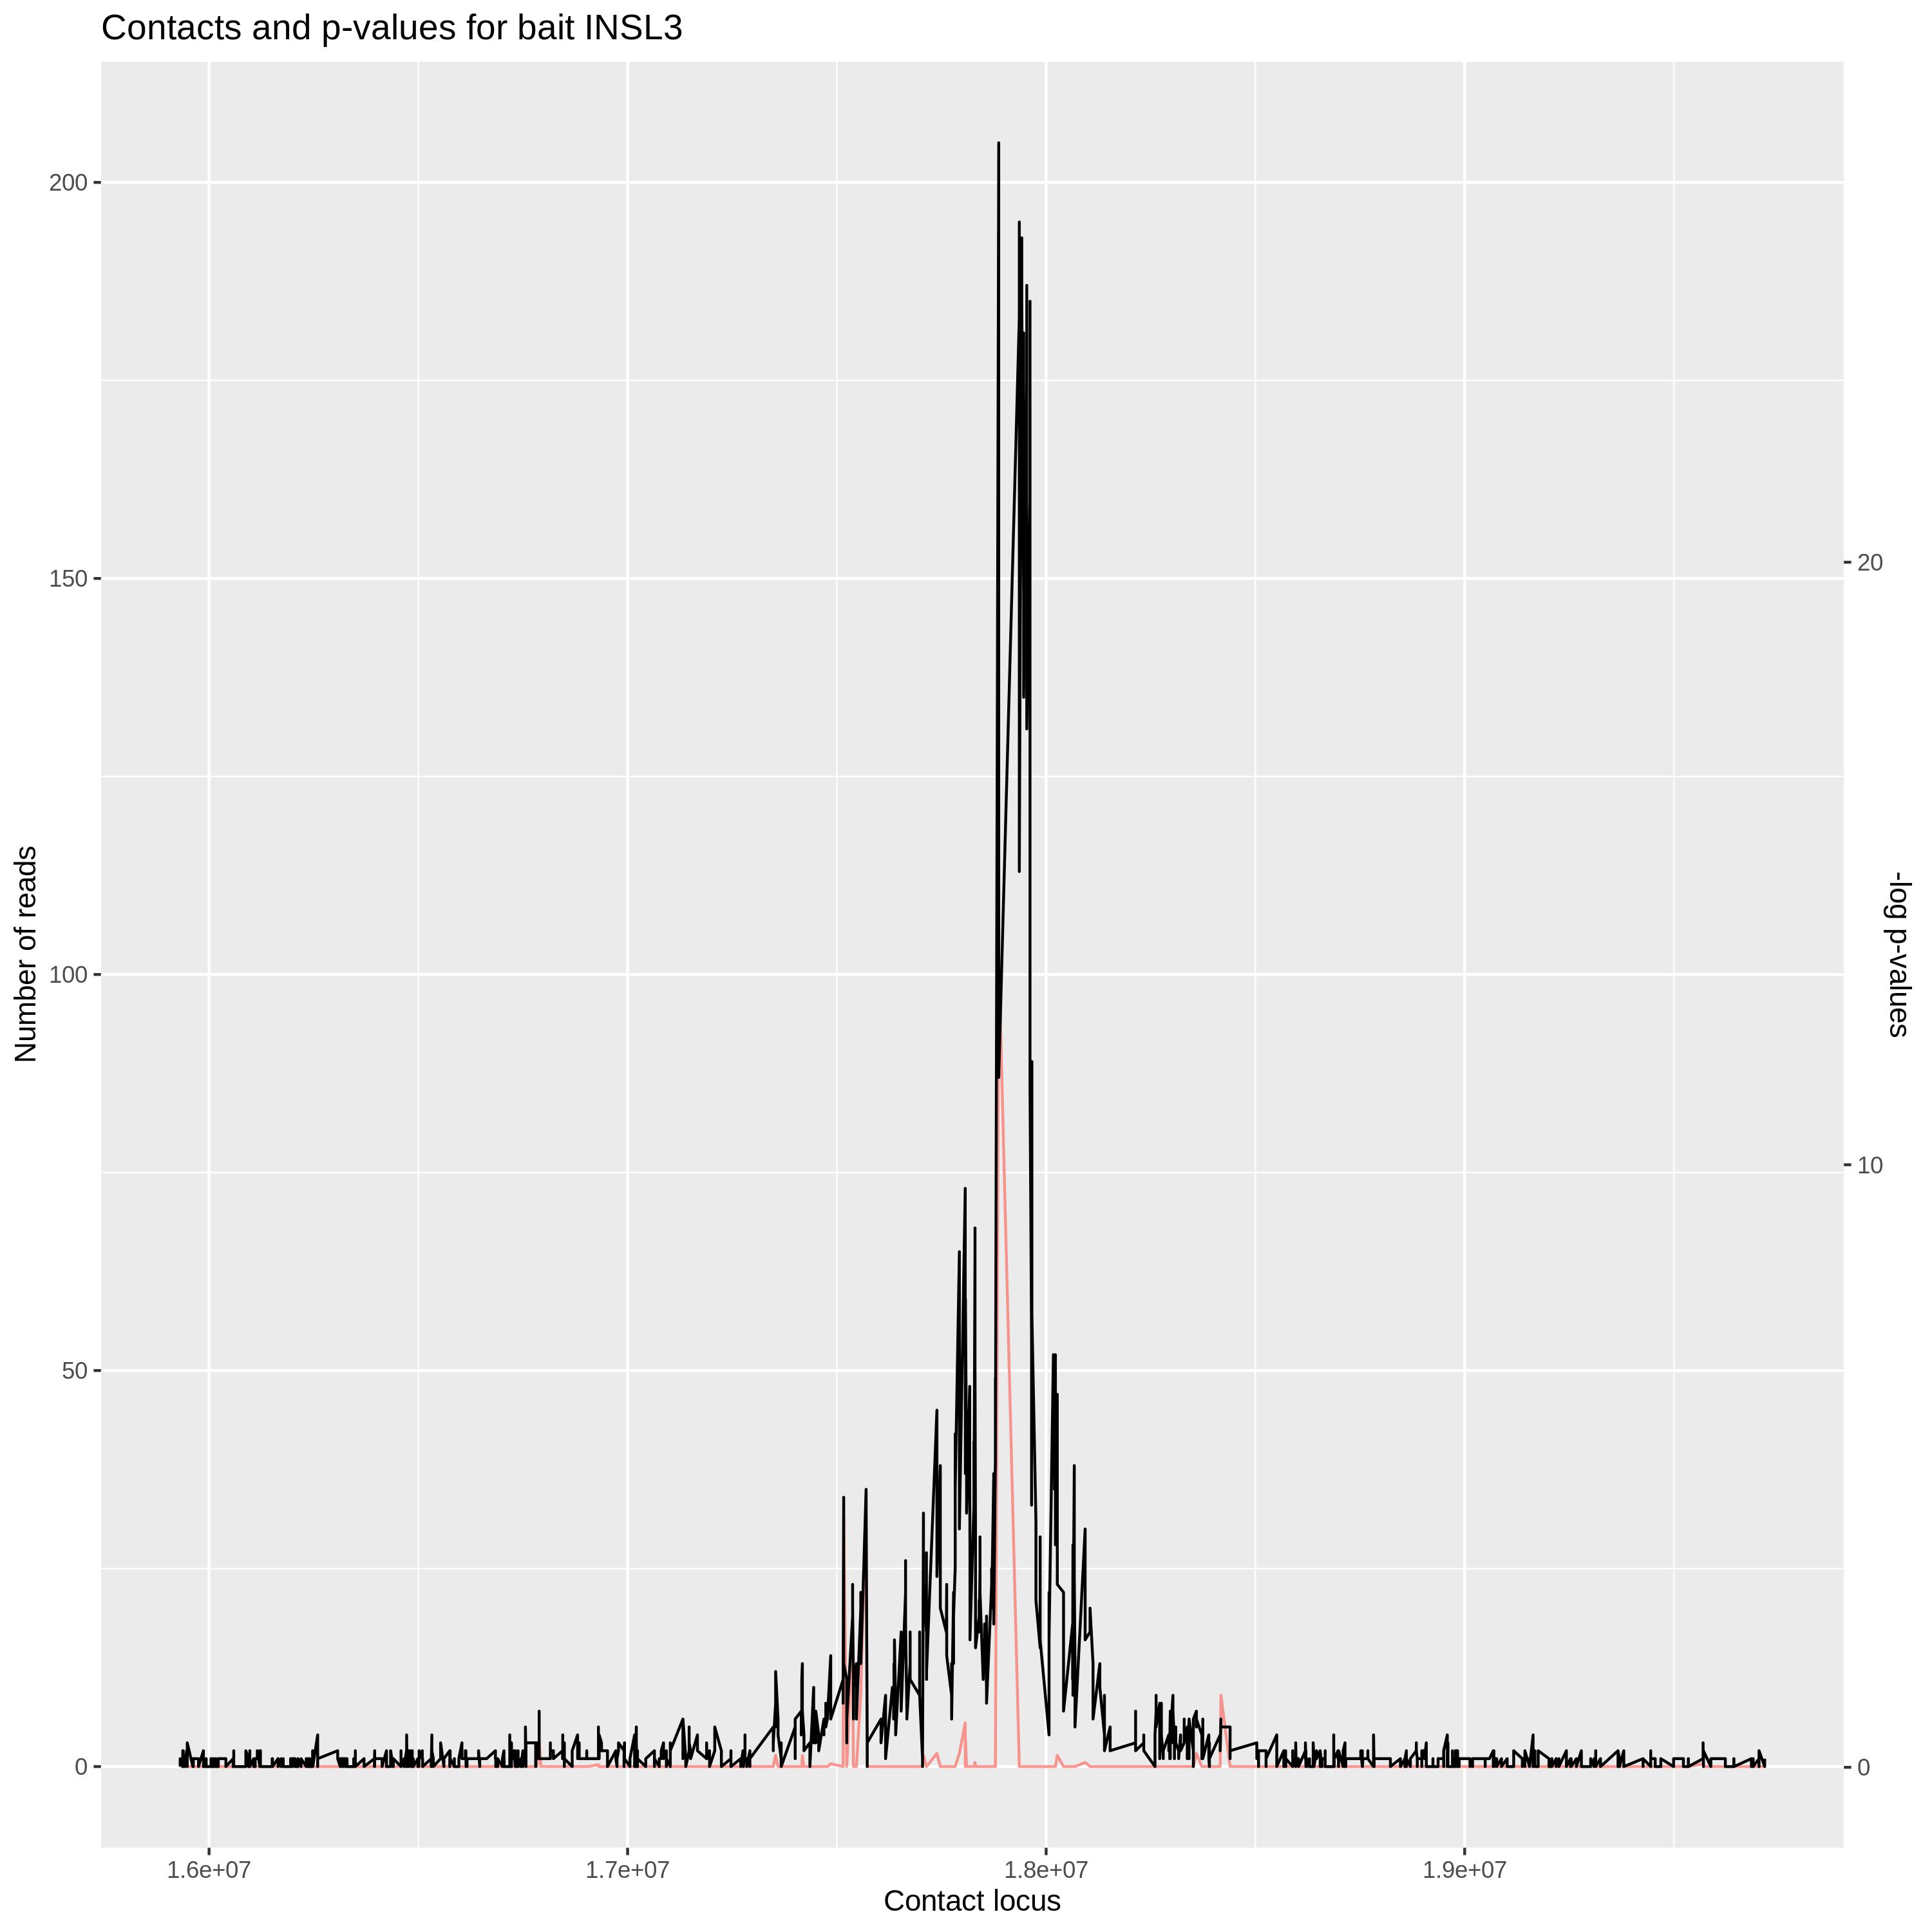 Contacts and p-values for bait INSL3
200
150
100
50
0
20
10
0
Number of reads
-log p-values
1.6e+07
1.7e+07
1.8e+07
1.9e+07
Contact locus